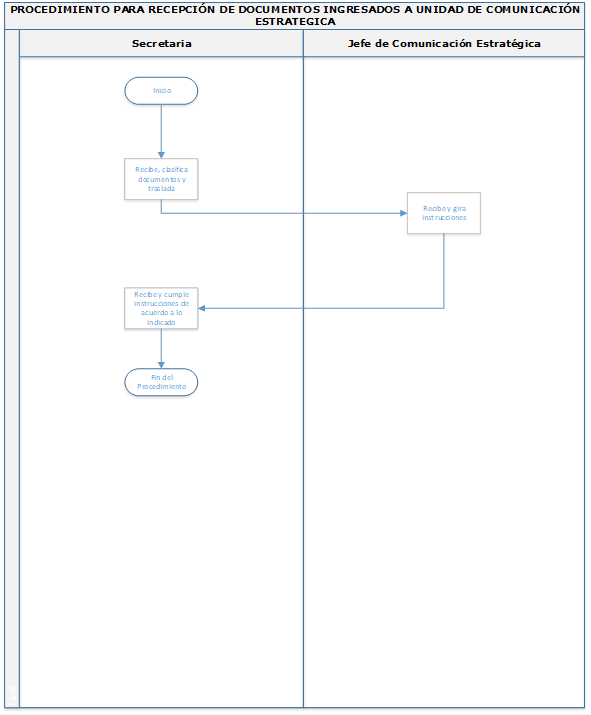 PROCEDIMIENTO PARA RECEPCIÓN DE DOCUMENTOS INGRESADOS A UNIDAD DE COMUNICACIÓN
ESTRATEGICA
Secretaria
Jefe de Comunicación Estratégica
Inicio
Recibe, clasifica
documentos y
traslada
Recibe y gira
instrucciones
Recibe y cumple
instrucciones de
acuerdo a lo
indicado
Fin del
Procedimiento